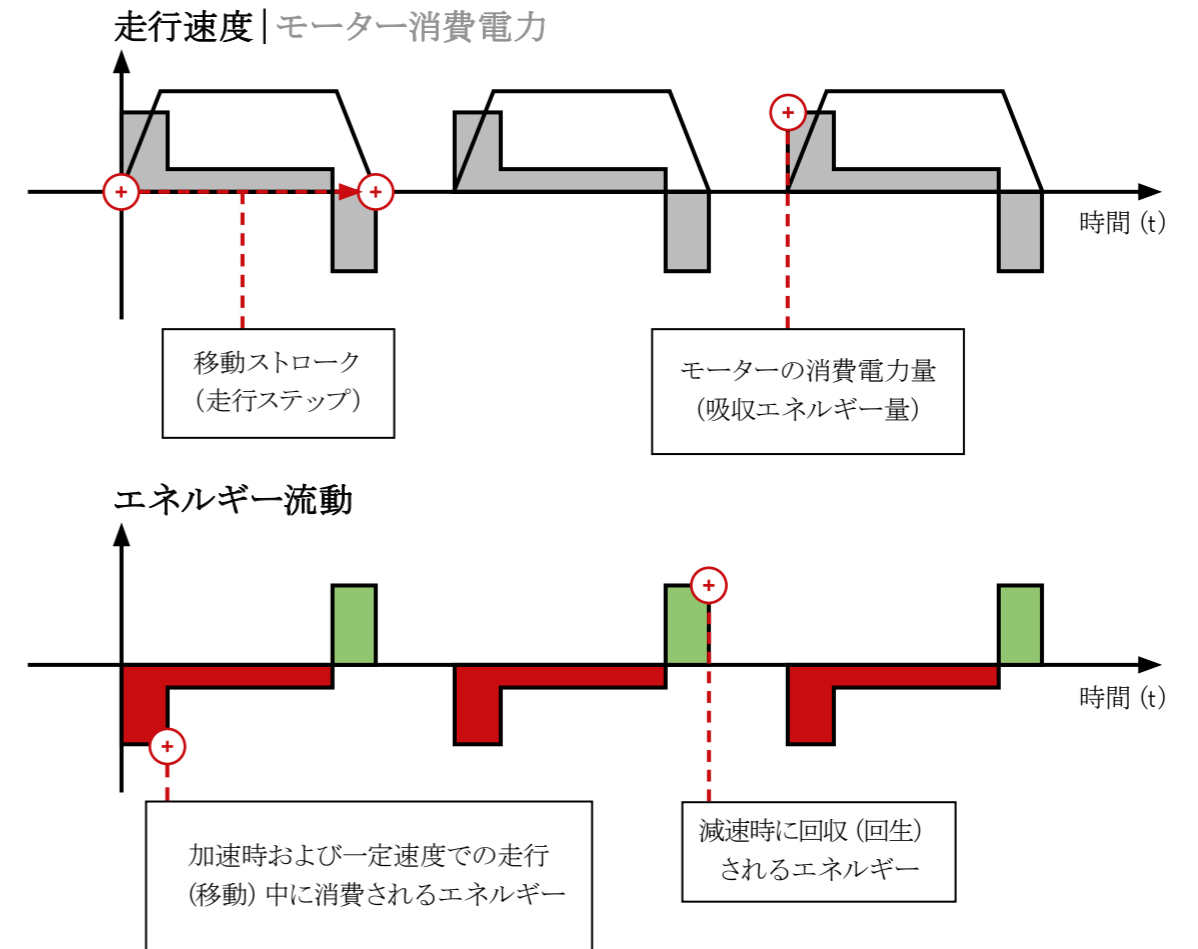 走行速度|モーター消費電力
時間 (t)
移動ストローク
(走行ステップ)
モーターの消費電力量
(吸収エネルギー量)
エネルギー流動
時間 (t)
加速時および一定速度での走行
(移動) 中に消費されるエネルギー
減速時に回収 (回生)
されるエネルギー